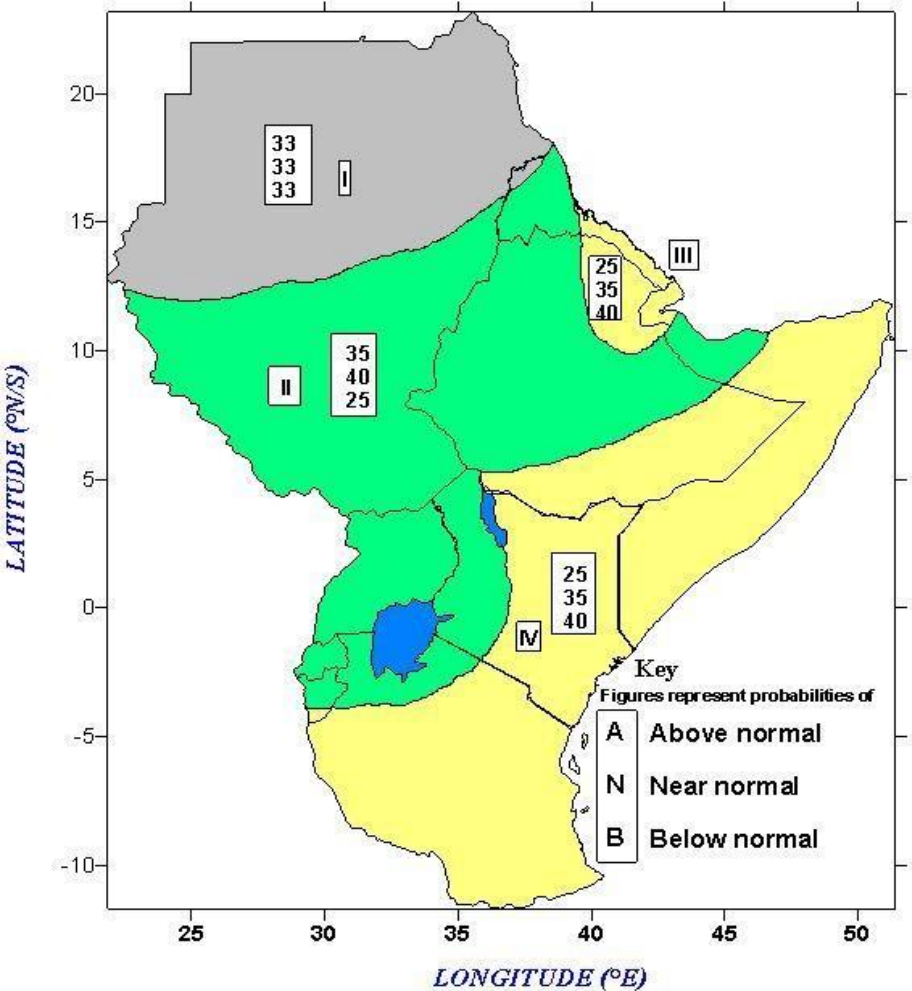 20
15
10
5
0
-5
-10
LATITUDE (°N/S)
33
33
33
I
III
25
35
40
II
35
40
25
25
35
40
IV
Key
Figures represent probabilities of
A Above normal
N Near normal
B Below normal
25 30 35 40 45 50
LONGITUDE (°E)